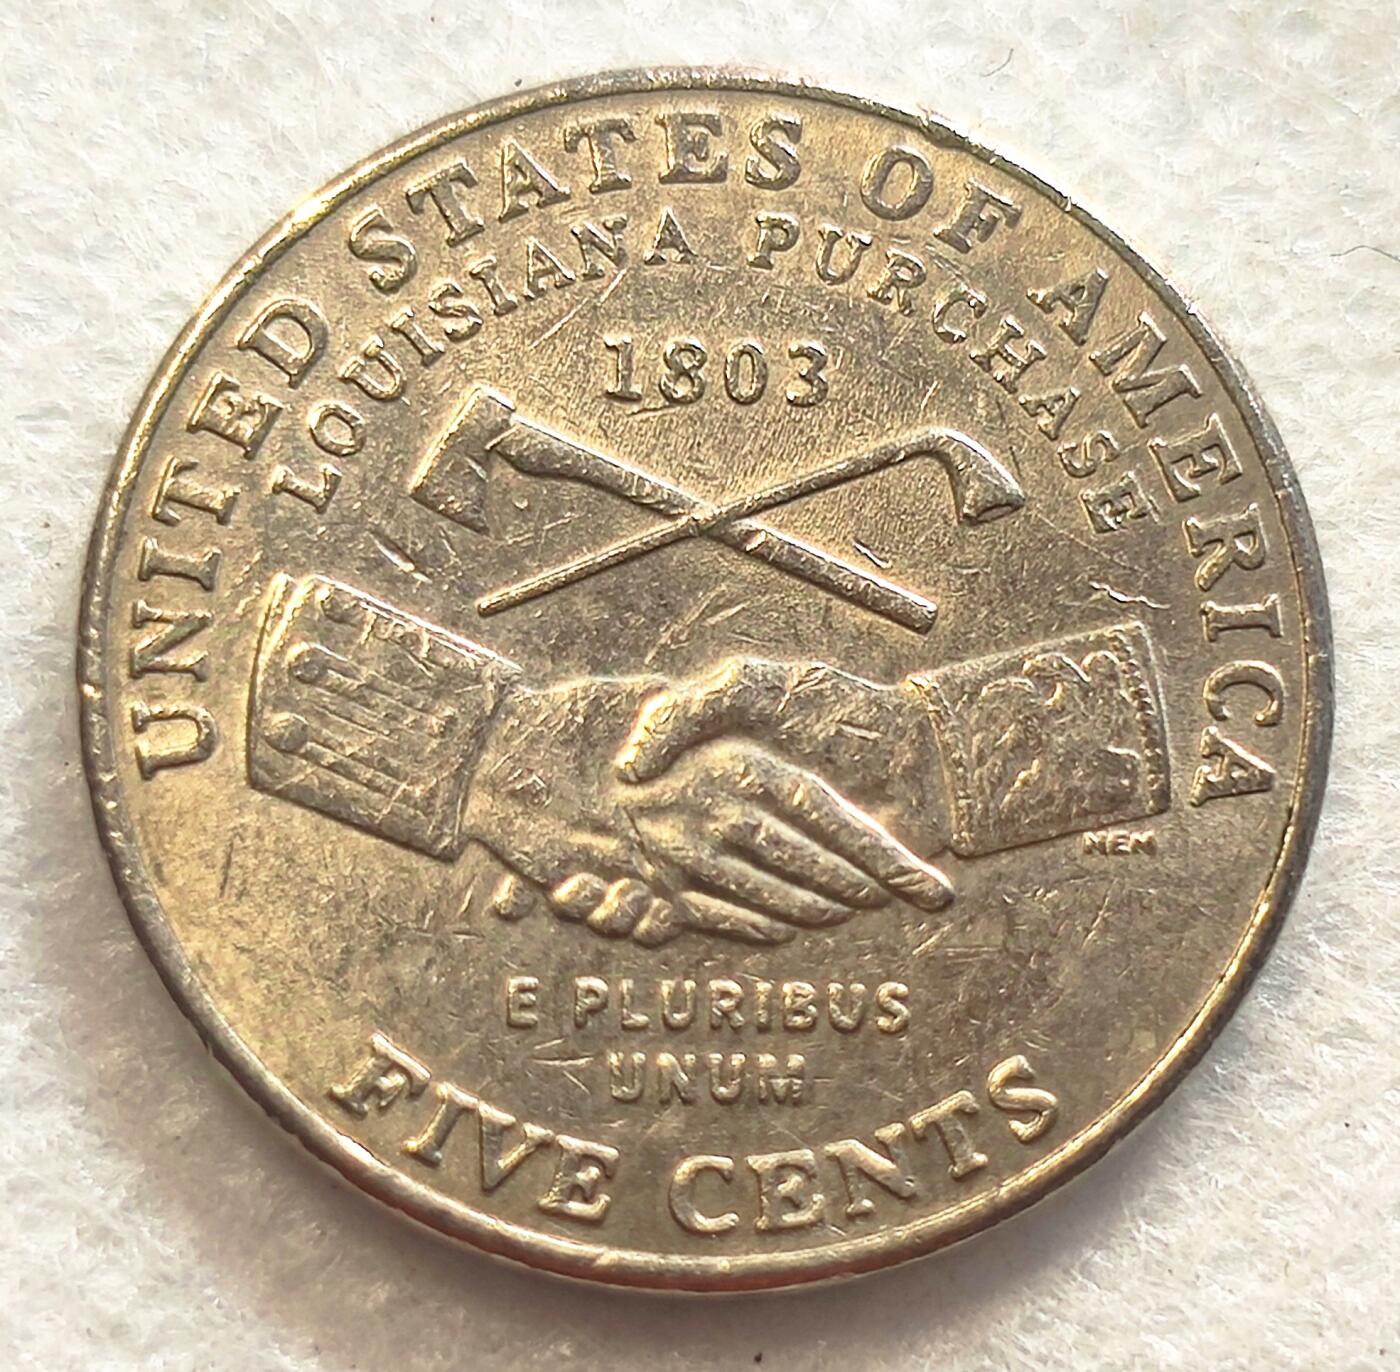 UNITED STATES OF AMERICA
LOUISIANA PURCHASE
1803
NEM
E PLURIBUS
UNUM
FIVE CENTS